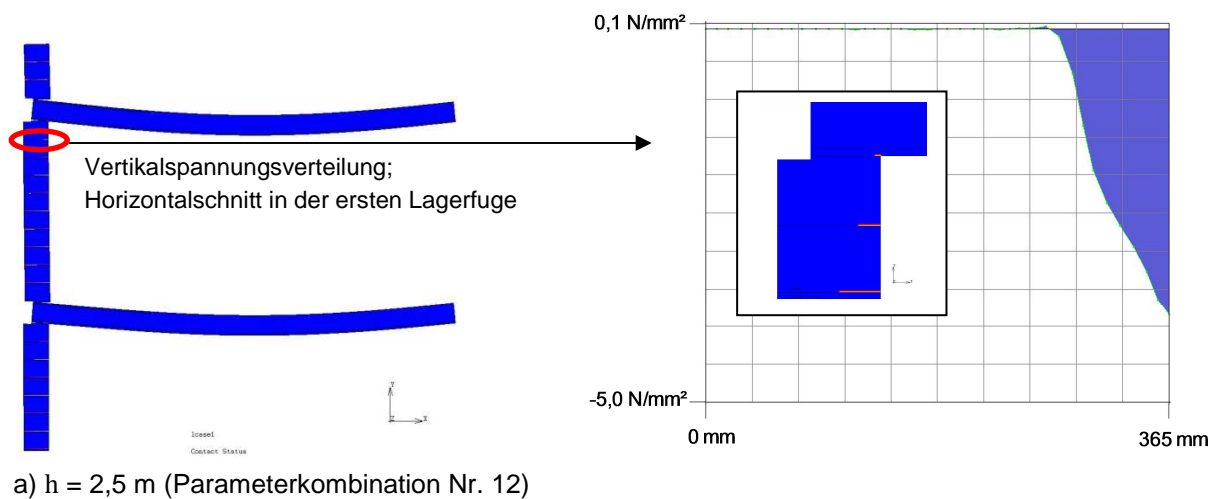 0,1 N/mm²
Vertikalspannungsverteilung;
Horizontalschnitt in der ersten Lagerfuge
-5,0 N/mm²
0 mm
365 mm
Contact Status
a) h = 2,5 m (Parameterkombination Nr. 12)